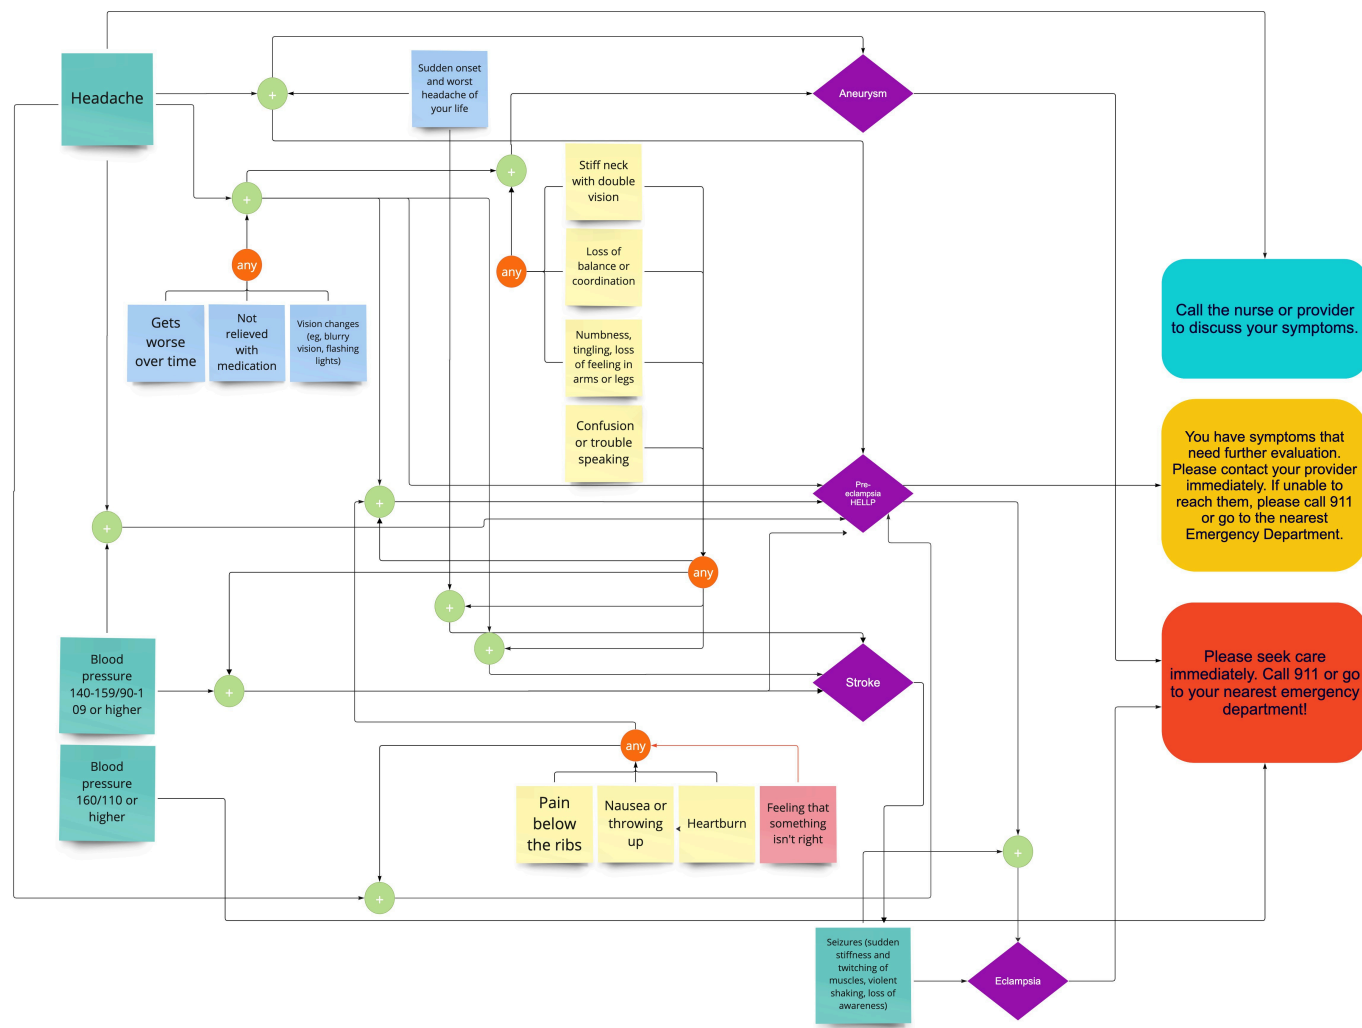 Headache
+
Sudden onset
and worst
headache of
your life
Aneurysm
+
+
any
Gets
worse
over time
Not
relieved
with
medication
Vision changes
(eg, blurry
vision, flashing
lights)
any
Stiff neck
with double
vision
Loss of
balance or
coordination
Numbness,
tingling, loss
of feeling in
arms or legs
Confusion
or trouble
speaking
Call the nurse or provider
to discuss your symptoms.
You have symptoms that
need further evaluation.
Please contact your provider
immediately. If unable to
reach them, please call 911
or go to the nearest
Emergency Department.
Pre-
eclampsia
HELLP
+
+
any
+
+
+
Blood
pressure
140-159/90-1
09 or higher
Stroke
Please seek care
immediately. Call 911 or go
to your nearest emergency
department!
Blood
pressure
160/110 or
higher
any
Pain
below
the ribs
Nausea or
throwing
up
Heartburn
Feeling that
something
isn't right
+
+
Seizures (sudden
stiffness and
twitching of
muscles, violent
shaking, loss of
awareness)
Eclampsia